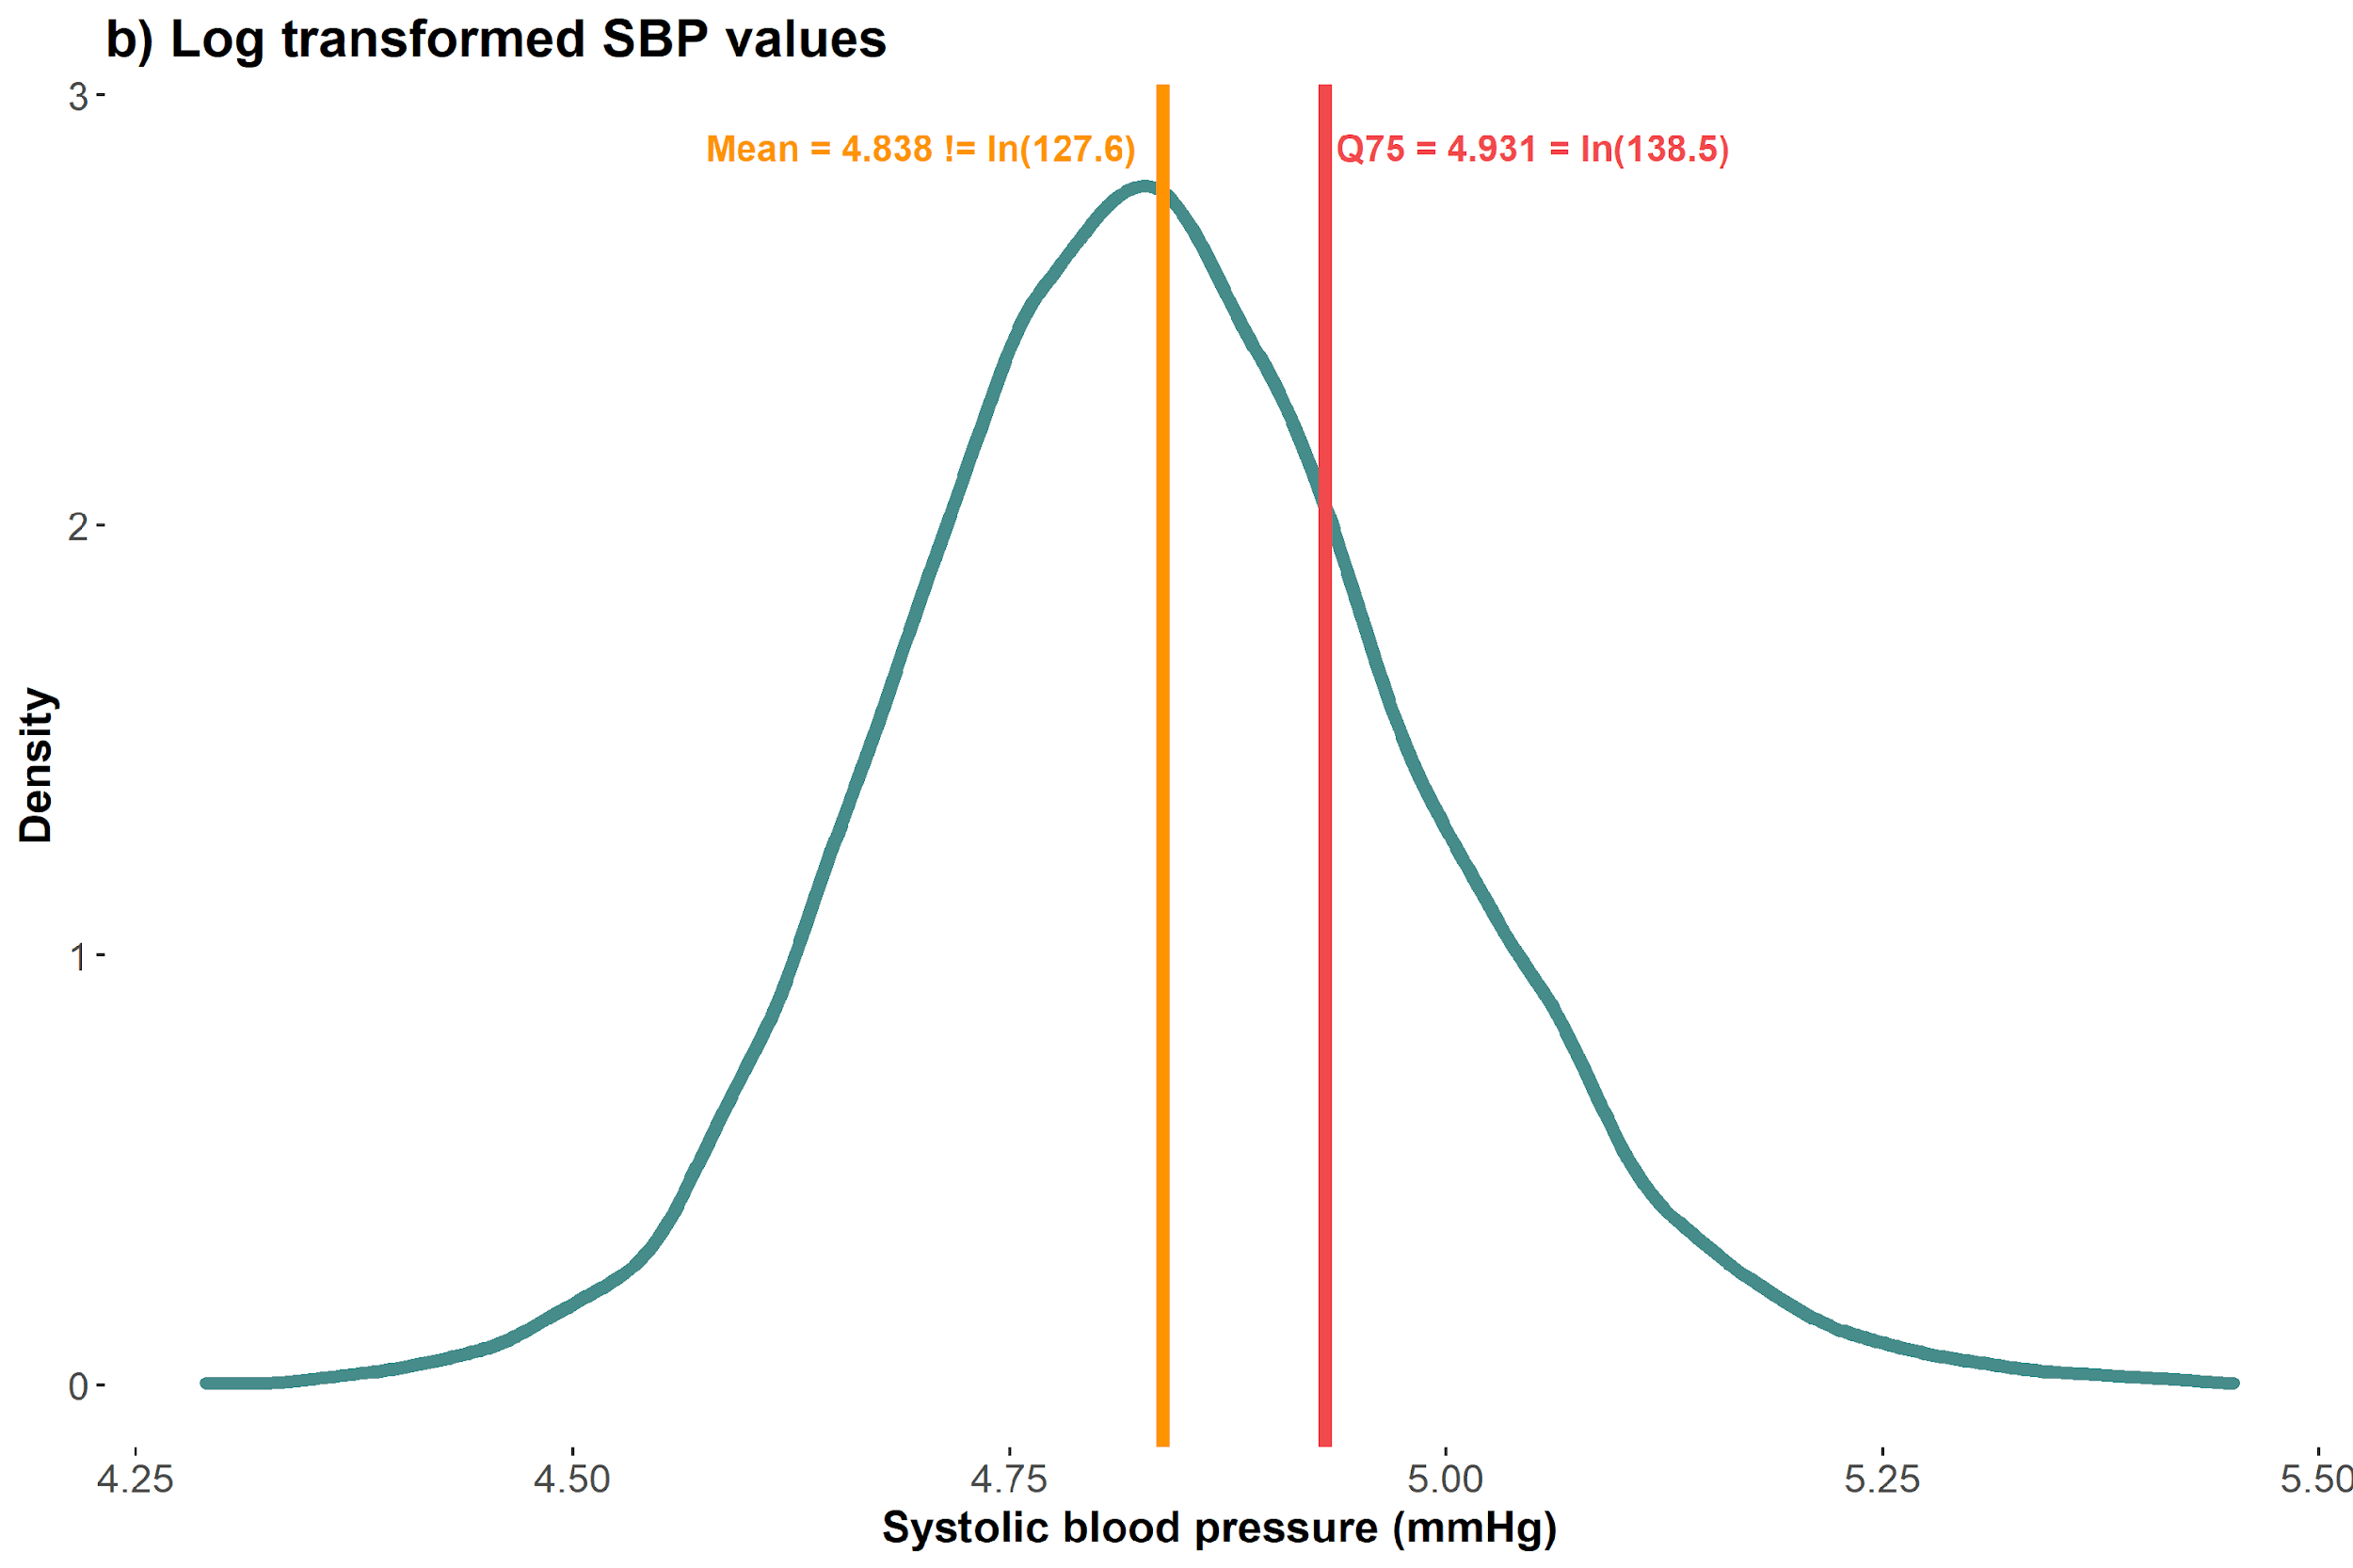 b) Log transformed SBP values
3
Mean = 4.838 != ln(127.6)
Q75 = 4.931 = ln(138.5)
2
Density
1
0
4.25
4.50
4.75
5.00
5.25
5.50
Systolic blood pressure (mmHg)